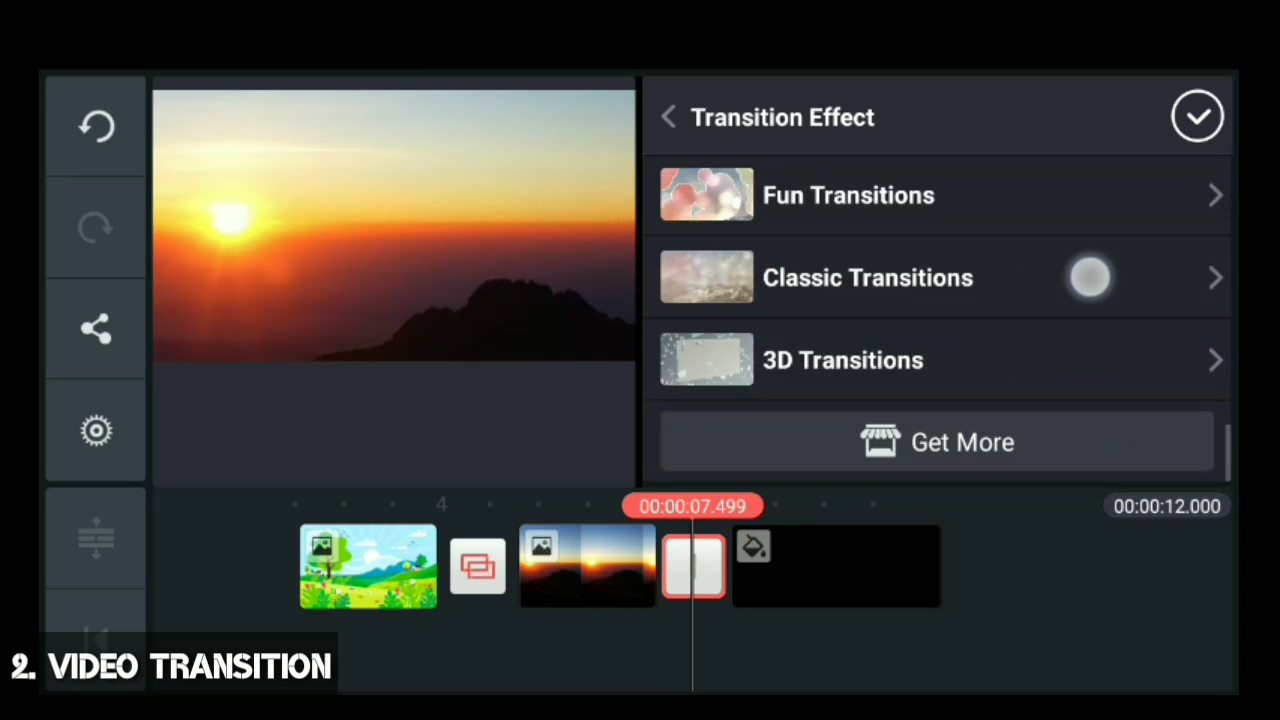 Transition Effect
Fun Transitions
Classic Transitions
3D Transitions
Get More
4
00:00:07.499
00:00:12.000
2. VIDEO TRANSITION